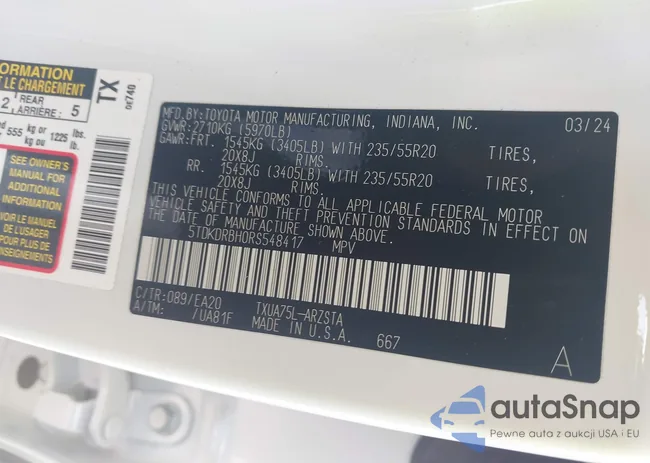 FORMATION
T LE CHARGEMENT
2 REAR ARRIÈRE: 5
555 kg or 1225 lbs.
kg ou lb.
SEE OWNER'S
MANUAL FOR
ADDITIONAL
INFORMATION
VOIR LE MANUEL
DE L'USAGER
POUR PLUS DE
RENSEIGNEMENTS
TX
0E740
MFD.BY:TOYOTA MOTOR MANUFACTURING, INDIANA, INC. 03/24
GVWR:2710KG (5970LB)
GAWR:FRT. 1545KG (3405LB) WITH 235/55R20 TIRES,
20X8J RIMS.
RR. 1545KG (3405LB) WITH 235/55R20 TIRES,
20X8J RIMS.
THIS VEHICLE CONFORMS TO ALL APPLICABLE FEDERAL MOTOR
VEHICLE SAFETY AND THEFT PREVENTION STANDARDS IN EFFECT ON
THE DATE OF MANUFACTURE SHOWN ABOVE.
5TDKDRBH0RS548417 MPV
C/TR:089/EA20 TXUA75L-ARZSTA
A/TM: /UA81F MADE IN U.S.A. 667
A
autaSnap
Pewne auta z aukcji USA i EU